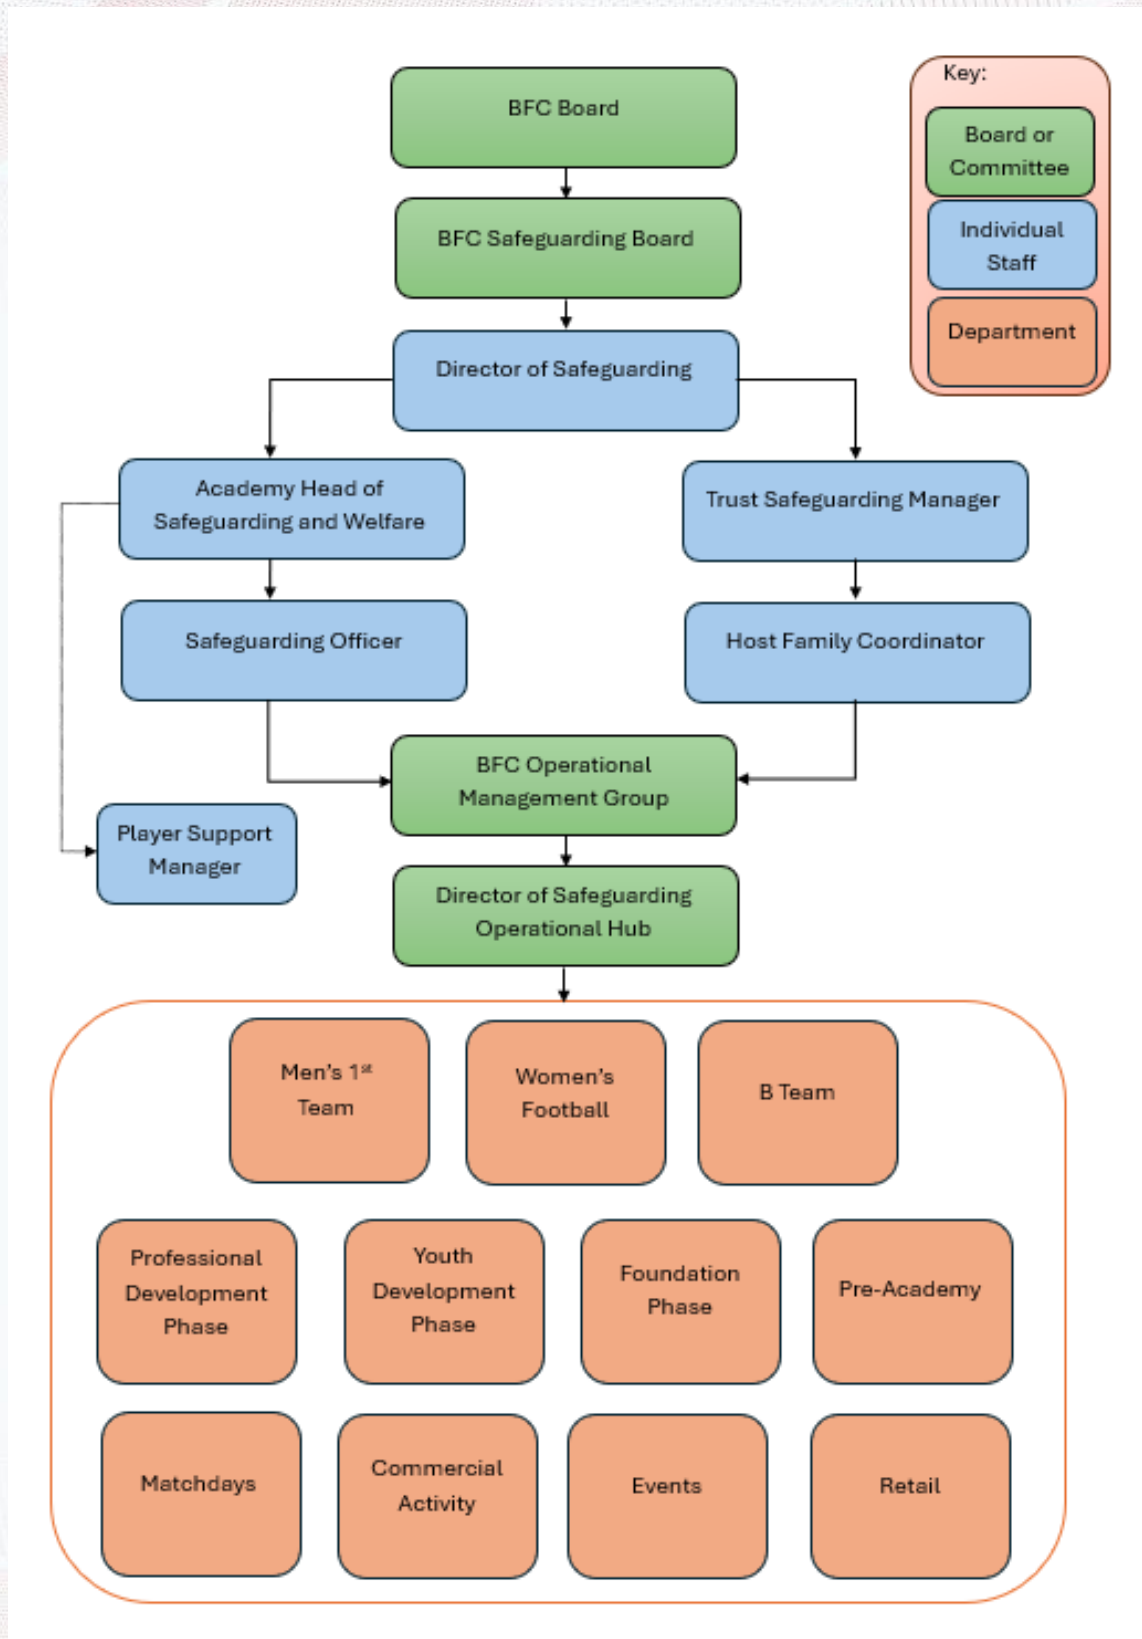 Key:
BFC Board
Board or
Committee
BFC Safeguarding Board
Individual
Staff
Department
Director of Safeguarding
Academy Head of
Safeguarding and Welfare
Trust Safeguarding Manager
Safeguarding Officer
Host Family Coordinator
BFC Operational
Management Group
Player Support
Manager
Director of Safeguarding
Operational Hub
Men's 1st
Team
Women's
Football
B Team
Professional
Development
Phase
Youth
Development
Phase
Foundation
Phase
Pre-Academy
Matchdays
Commercial
Activity
Events
Retail